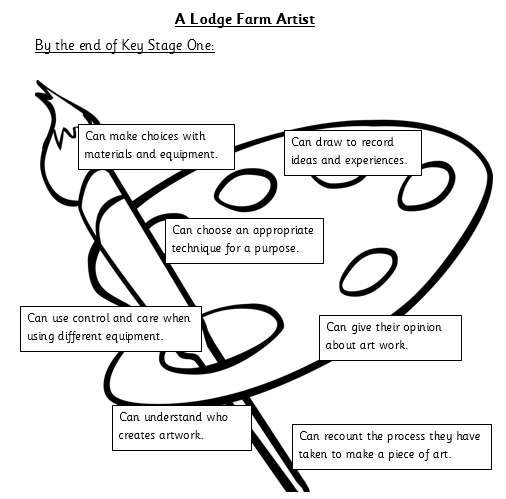 A Lodge Farm Artist
By the end of Key Stage One:
Can make choices with
materials and equipment.
Can draw to record
ideas and experiences.
Can choose an appropriate
technique for a purpose.
Can use control and care when
using different equipment.
Can give their opinion
about art work.
Can understand who
creates artwork.
Can recount the process they have
taken to make a piece of art.